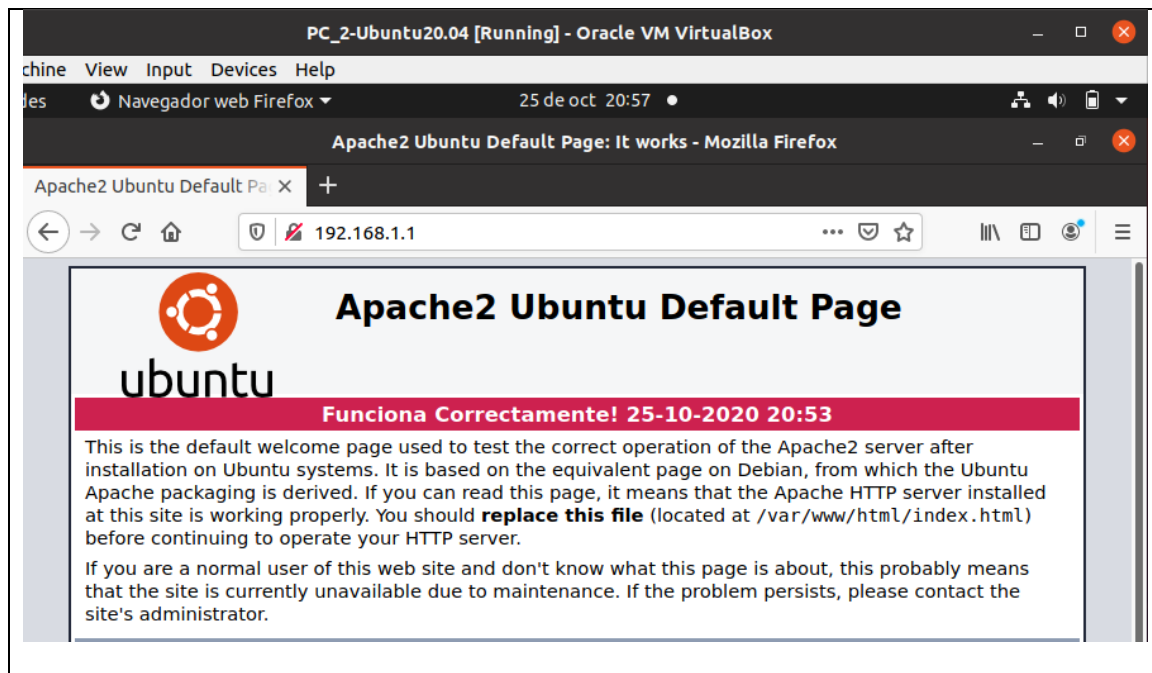 PC_2-Ubuntu20.04 [Running] - Oracle VM VirtualBox
chine View Input Devices Help
des Navegador web Firefox 25 de oct 20:57
Apache2 Ubuntu Default Page: It works - Mozilla Firefox
Apache2 Ubuntu Default Pa
192.168.1.1
Apache2 Ubuntu Default Page
ubuntu
Funciona Correctamente! 25-10-2020 20:53
This is the default welcome page used to test the correct operation of the Apache2 server after
installation on Ubuntu systems. It is based on the equivalent page on Debian, from which the Ubuntu
Apache packaging is derived. If you can read this page, it means that the Apache HTTP server installed
at this site is working properly. You should replace this file (located at /var/www/html/index.html)
before continuing to operate your HTTP server.
If you are a normal user of this web site and don't know what this page is about, this probably means
that the site is currently unavailable due to maintenance. If the problem persists, please contact the
site's administrator.